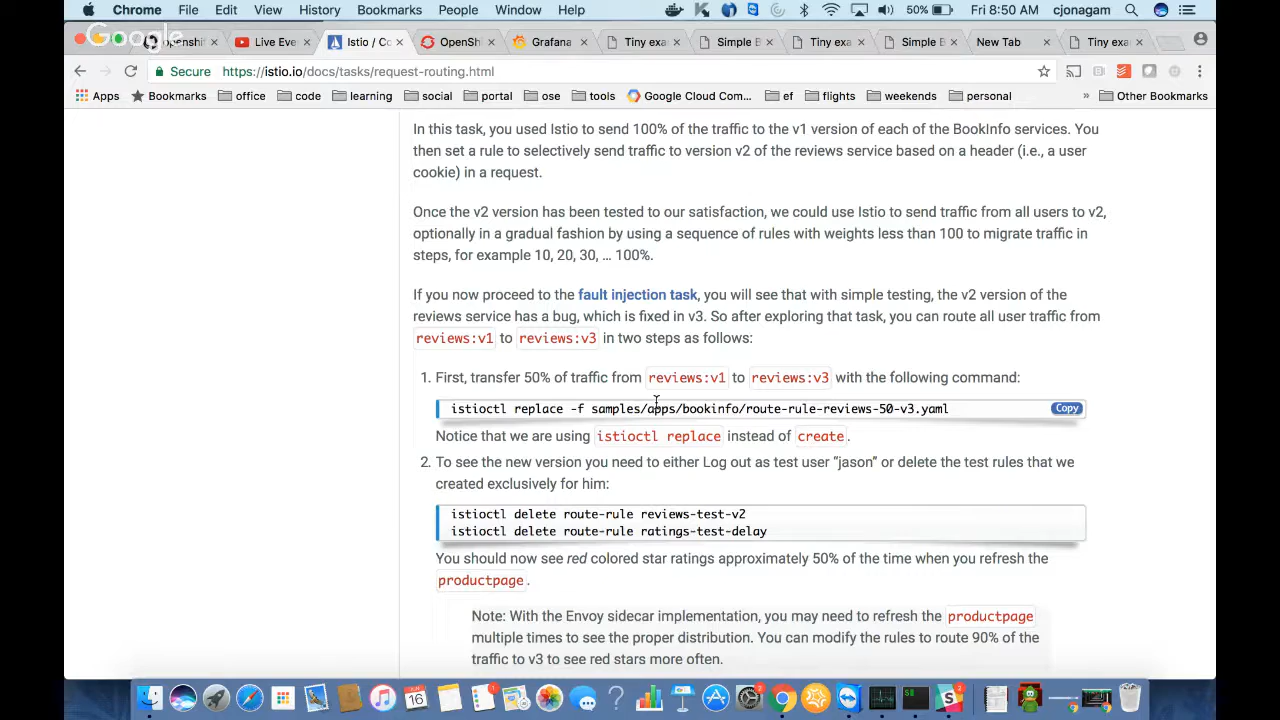 Chrome File Edit View History Bookmarks People Window Help 50% Fri 8:50 AM cjonagam
Google
Live Eve Istio / Co OpenShi Grafana Tiny exa Simple B Tiny exa Simple B New Tab Tiny exa
Secure https://istio.io/docs/tasks/request-routing.html
Apps Bookmarks office code learning social portal ose tools Google Cloud Com... ef flights weekends personal » Other Bookmarks
In this task, you used Istio to send 100% of the traffic to the v1 version of each of the BookInfo services. You
then set a rule to selectively send traffic to version v2 of the reviews service based on a header (i.e., a user
cookie) in a request.
Once the v2 version has been tested to our satisfaction, we could use Istio to send traffic from all users to v2,
optionally in a gradual fashion by using a sequence of rules with weights less than 100 to migrate traffic in
steps, for example 10, 20, 30, … 100%.
If you now proceed to the fault injection task, you will see that with simple testing, the v2 version of the
reviews service has a bug, which is fixed in v3. So after exploring that task, you can route all user traffic from
reviews:v1 to reviews:v3 in two steps as follows:
1. First, transfer 50% of traffic from reviews:v1 to reviews:v3 with the following command:
istioctl replace -f samples/apps/bookinfo/route-rule-reviews-50-v3.yaml Copy
Notice that we are using istioctl replace instead of create.
2. To see the new version you need to either Log out as test user “jason” or delete the test rules that we
created exclusively for him:
istioctl delete route-rule reviews-test-v2
istioctl delete route-rule ratings-test-delay
You should now see red colored star ratings approximately 50% of the time when you refresh the
productpage.
Note: With the Envoy sidecar implementation, you may need to refresh the productpage
multiple times to see the proper distribution. You can modify the rules to route 90% of the
traffic to v3 to see red stars more often.